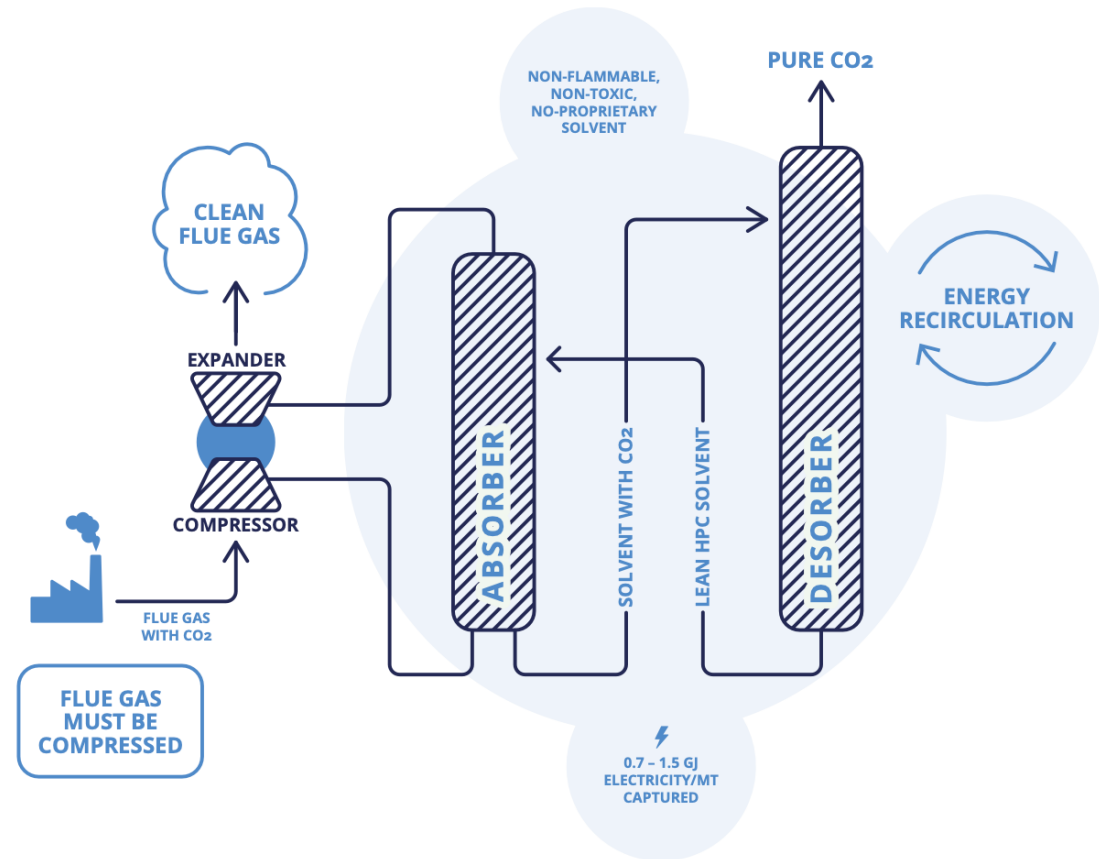 NON-FLAMMABLE,
NON-TOXIC,
NO-PROPRIETARY
SOLVENT
PURE CO2
CLEAN
FLUE GAS
ENERGY
RECIRCULATION
EXPANDER
COMPRESSOR
FLUE GAS
WITH CO2
FLUE GAS
MUST BE
COMPRESSED
ABSORBER
SOLVENT WITH CO2
LEAN HPC SOLVENT
DESORBER
0.7 – 1.5 GJ
ELECTRICITY/MT
CAPTURED